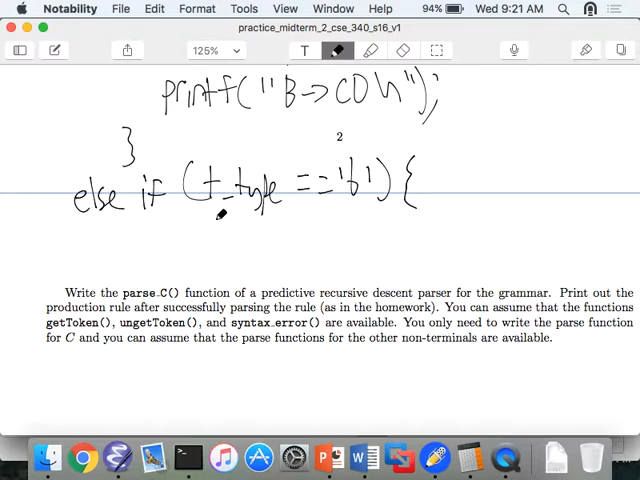 Notability File Edit Format Tools View Window Help 94% Wed 9:21 AM
practice_midterm_2_cse_340_s16_v1
125% T
printf("B->CD\n");
2
}
else if (t_type == 'b') {
Write the parse_C() function of a predictive recursive descent parser for the grammar. Print out the
production rule after successfully parsing the rule (as in the homework). You can assume that the functions
getToken(), ungetToken(), and syntax_error() are available. You only need to write the parse function
for C and you can assume that the parse functions for the other non-terminals are available.